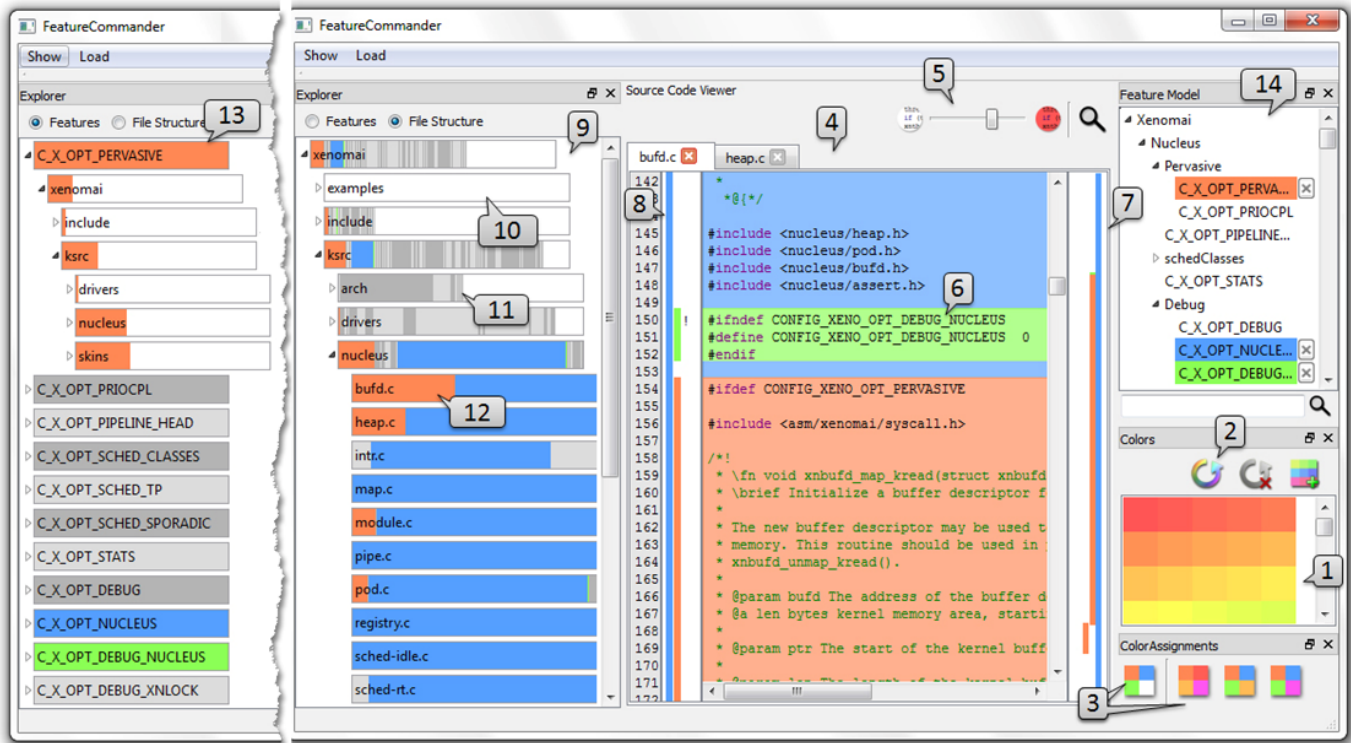 FeatureCommander
Show Load
Explorer
Features File Structure
13
C_X_OPT_PERVASIVE
xenomai
include
ksrc
drivers
nucleus
skins
C_X_OPT_PRIOCPL
C_X_OPT_PIPELINE_HEAD
C_X_OPT_SCHED_CLASSES
C_X_OPT_SCHED_TP
C_X_OPT_SCHED_SPORADIC
C_X_OPT_STATS
C_X_OPT_DEBUG
C_X_OPT_NUCLEUS
C_X_OPT_DEBUG_NUCLEUS
C_X_OPT_DEBUG_XNLOCK
FeatureCommander
Show Load
Explorer
Features File Structure
9
xenomai
examples
10
include
ksrc
arch
11
drivers
nucleus
bufd.c
12
heap.c
intr.c
map.c
module.c
pipe.c
pod.c
registry.c
sched-idle.c
sched-rt.c
Source Code Viewer
5
4
bufd.c heap.c
8
7
142 *
*@{*/
145 #include <nucleus/heap.h>
146 #include <nucleus/pod.h>
147 #include <nucleus/bufd.h>
148 #include <nucleus/assert.h>
149
6
150 ! #ifndef CONFIG_XENO_OPT_DEBUG_NUCLEUS
151 #define CONFIG_XENO_OPT_DEBUG_NUCLEUS 0
152 #endif
153
154 #ifdef CONFIG_XENO_OPT_PERVASIVE
155
156 #include <asm/xenomai/syscall.h>
157
158 /*!
159 * \fn void xnbufd_map_kread(struct xnbufd
160 * \brief Initialize a buffer descriptor f
161 *
162 * The new buffer descriptor may be used t
163 * memory. This routine should be used in
164 * xnbufd_unmap_kread().
165 *
166 * @param bufd The address of the buffer d
167 * @a len bytes kernel memory area, starti
168 *
169 * @param ptr The start of the kernel buff
170 *
171 * @param len The length of the kernel buf
172
Feature Model
14
Xenomai
Nucleus
Pervasive
C_X_OPT_PERVA...
C_X_OPT_PRIOCPL
C_X_OPT_PIPELINE...
schedClasses
C_X_OPT_STATS
Debug
C_X_OPT_DEBUG
C_X_OPT_NUCLE...
C_X_OPT_DEBUG...
Colors
2
1
ColorAssignments
3